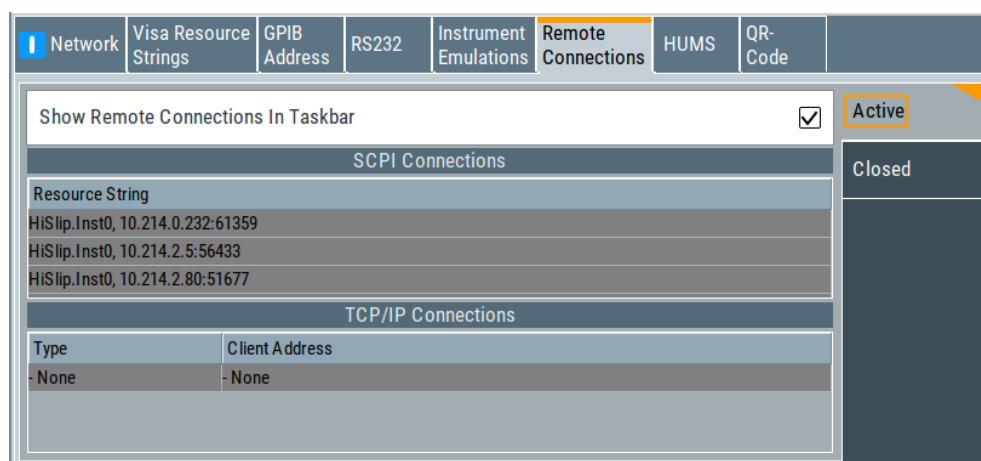 Network
Visa Resource
Strings
GPIB
Address
RS232
Instrument
Emulations
Remote
Connections
HUMS
QR-
Code
Show Remote Connections In Taskbar
Active
Closed
SCPI Connections
Resource String
HiSlip.Inst0, 10.214.0.232:61359
HiSlip.Inst0, 10.214.2.5:56433
HiSlip.Inst0, 10.214.2.80:51677
TCP/IP Connections
Type Client Address
- None - None